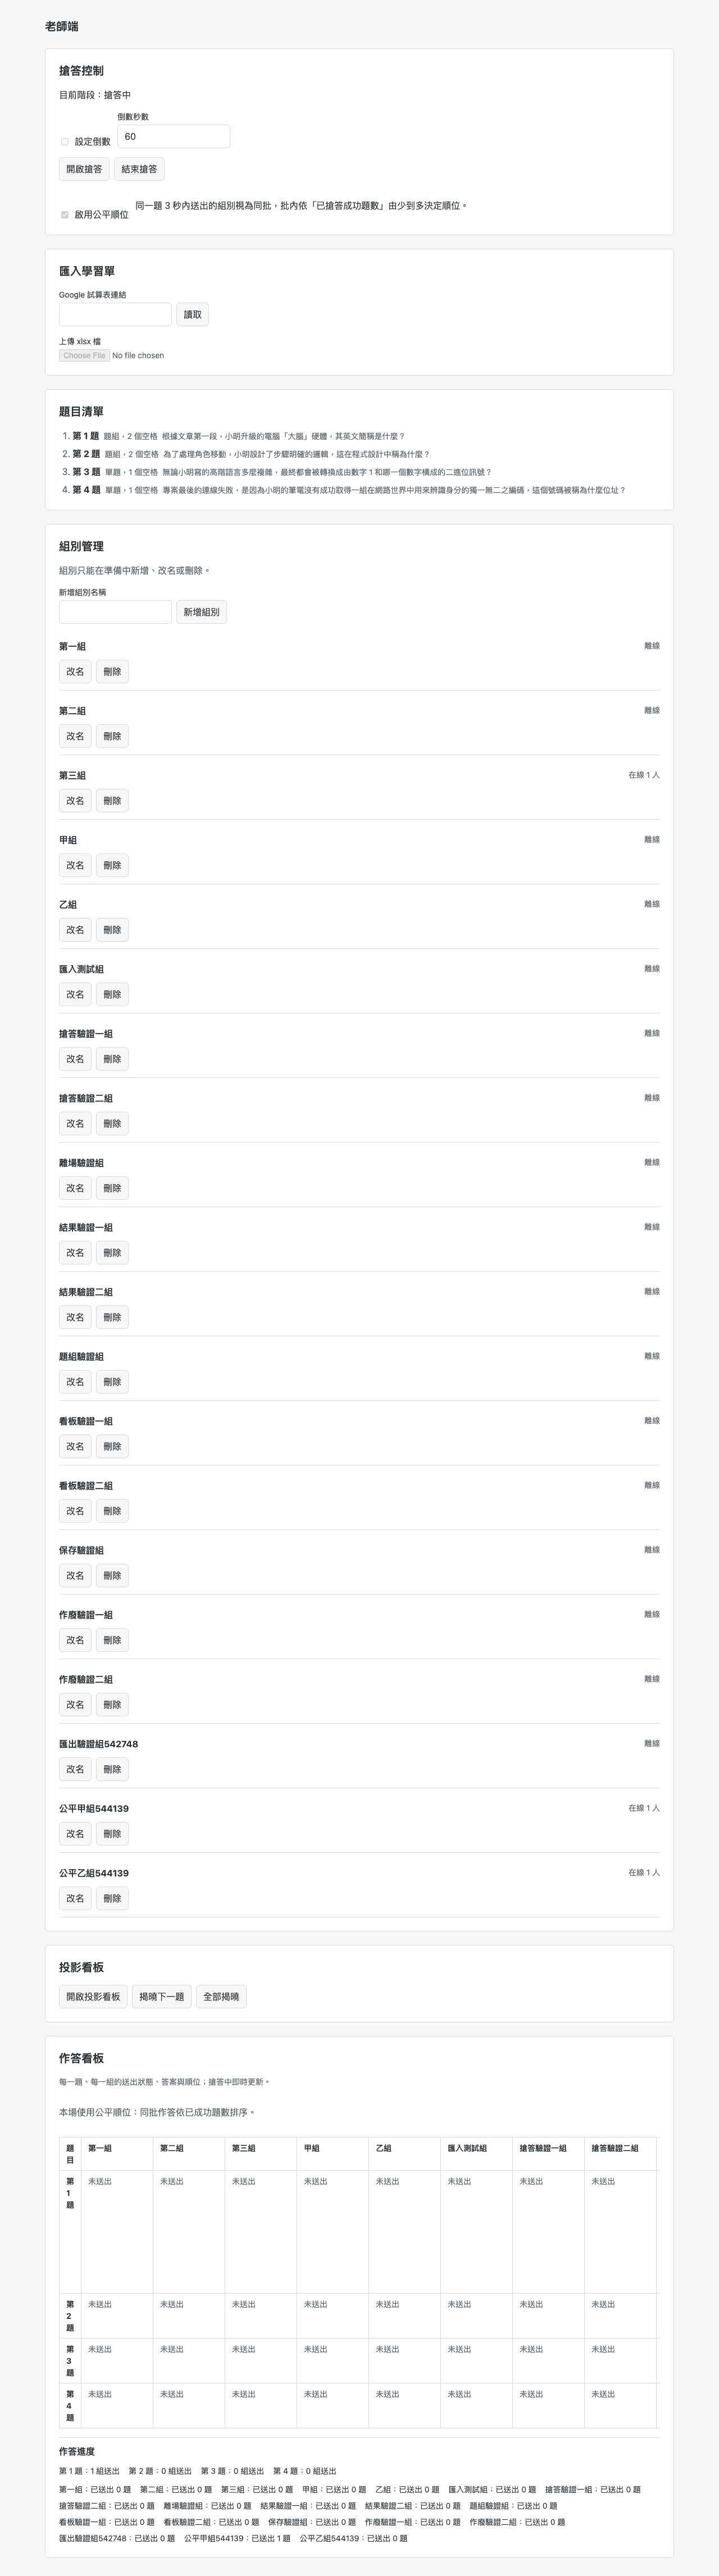 老師端
搶答控制
目前階段：搶答中
倒數秒數
設定倒數
60
開啟搶答 結束搶答
啟用公平順位
同一題 3 秒內送出的組別視為同批，批內依「已搶答成功題數」由少到多決定順位。
匯入學習單
Google 試算表連結
讀取
上傳 xlsx 檔
Choose File No file chosen
題目清單
1. 第 1 題 題組，2 個空格 根據文章第一段，小明升級的電腦「大腦」硬體，其英文簡稱是什麼？
2. 第 2 題 題組，2 個空格 為了處理角色移動，小明設計了步驟明確的邏輯，這在程式設計中稱為什麼？
3. 第 3 題 單題，1 個空格 無論小明寫的高階語言多麼複雜，最終都會被轉換成由數字 1 和哪一個數字構成的二進位訊號？
4. 第 4 題 單題，1 個空格 專案最後的連線失敗，是因為小明的筆電沒有成功取得一組在網路世界中用來辨識身分的獨一無二之編碼，這個號碼被稱為什麼位址？
組別管理
組別只能在準備中新增、改名或刪除。
新增組別名稱
新增組別
第一組 離線
改名 刪除
第二組 離線
改名 刪除
第三組 在線 1 人
改名 刪除
甲組 離線
改名 刪除
乙組 離線
改名 刪除
匯入測試組 離線
改名 刪除
搶答驗證一組 離線
改名 刪除
搶答驗證二組 離線
改名 刪除
離場驗證組 離線
改名 刪除
結果驗證一組 離線
改名 刪除
結果驗證二組 離線
改名 刪除
題組驗證組 離線
改名 刪除
看板驗證一組 離線
改名 刪除
看板驗證二組 離線
改名 刪除
保存驗證組 離線
改名 刪除
作廢驗證一組 離線
改名 刪除
作廢驗證二組 離線
改名 刪除
匯出驗證組542748 離線
改名 刪除
公平甲組544139 在線 1 人
改名 刪除
公平乙組544139 在線 1 人
改名 刪除
投影看板
開啟投影看板 揭曉下一題 全部揭曉
作答看板
每一題、每一組的送出狀態、答案與順位；搶答中即時更新。
本場使用公平順位：同批作答依已成功題數排序。
題目 第一組 第二組 第三組 甲組 乙組 匯入測試組 搶答驗證一組 搶答驗證二組
第 1 題 未送出 未送出 未送出 未送出 未送出 未送出 未送出 未送出
第 2 題 未送出 未送出 未送出 未送出 未送出 未送出 未送出 未送出
第 3 題 未送出 未送出 未送出 未送出 未送出 未送出 未送出 未送出
第 4 題 未送出 未送出 未送出 未送出 未送出 未送出 未送出 未送出
作答進度
第 1 題：1 組送出 第 2 題：0 組送出 第 3 題：0 組送出 第 4 題：0 組送出
第一組：已送出 0 題 第二組：已送出 0 題 第三組：已送出 0 題 甲組：已送出 0 題 乙組：已送出 0 題 匯入測試組：已送出 0 題 搶答驗證一組：已送出 0 題
搶答驗證二組：已送出 0 題 離場驗證組：已送出 0 題 結果驗證一組：已送出 0 題 結果驗證二組：已送出 0 題 題組驗證組：已送出 0 題
看板驗證一組：已送出 0 題 看板驗證二組：已送出 0 題 保存驗證組：已送出 0 題 作廢驗證一組：已送出 0 題 作廢驗證二組：已送出 0 題
匯出驗證組542748：已送出 0 題 公平甲組544139：已送出 1 題 公平乙組544139：已送出 0 題